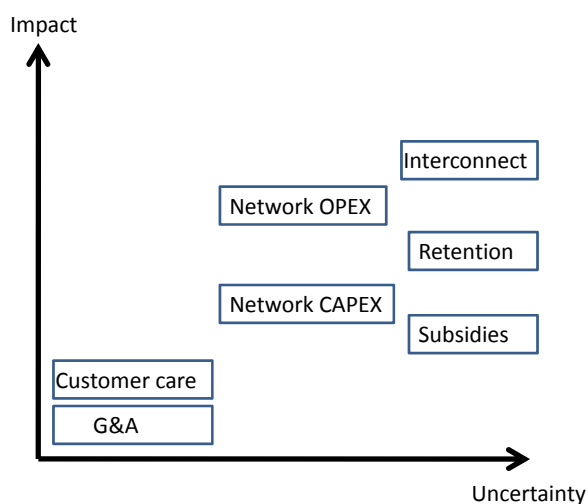 Impact
Interconnect
Network OPEX
Retention
Network CAPEX
Subsidies
Customer care
G&A
Uncertainty